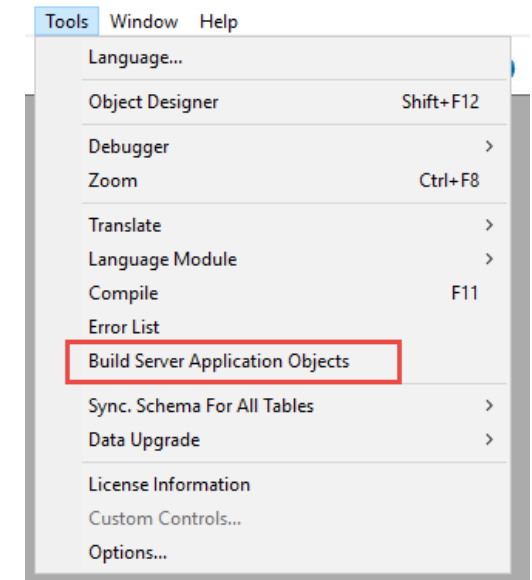 Tools Window Help
Language...
Object Designer Shift+F12
Debugger
Zoom Ctrl+F8
Translate
Language Module
Compile F11
Error List
Build Server Application Objects
Sync. Schema For All Tables
Data Upgrade
License Information
Custom Controls...
Options...